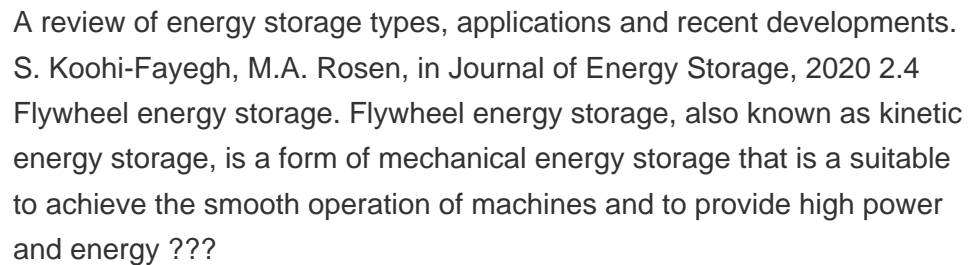 A review of energy storage types, applications and recent developments.
S. Koohi-Fayegh, M.A. Rosen, in Journal of Energy Storage, 2020 2.4
Flywheel energy storage. Flywheel energy storage, also known as kinetic
energy storage, is a form of mechanical energy storage that is a suitable
to achieve the smooth operation of machines and to provide high power
and energy ???